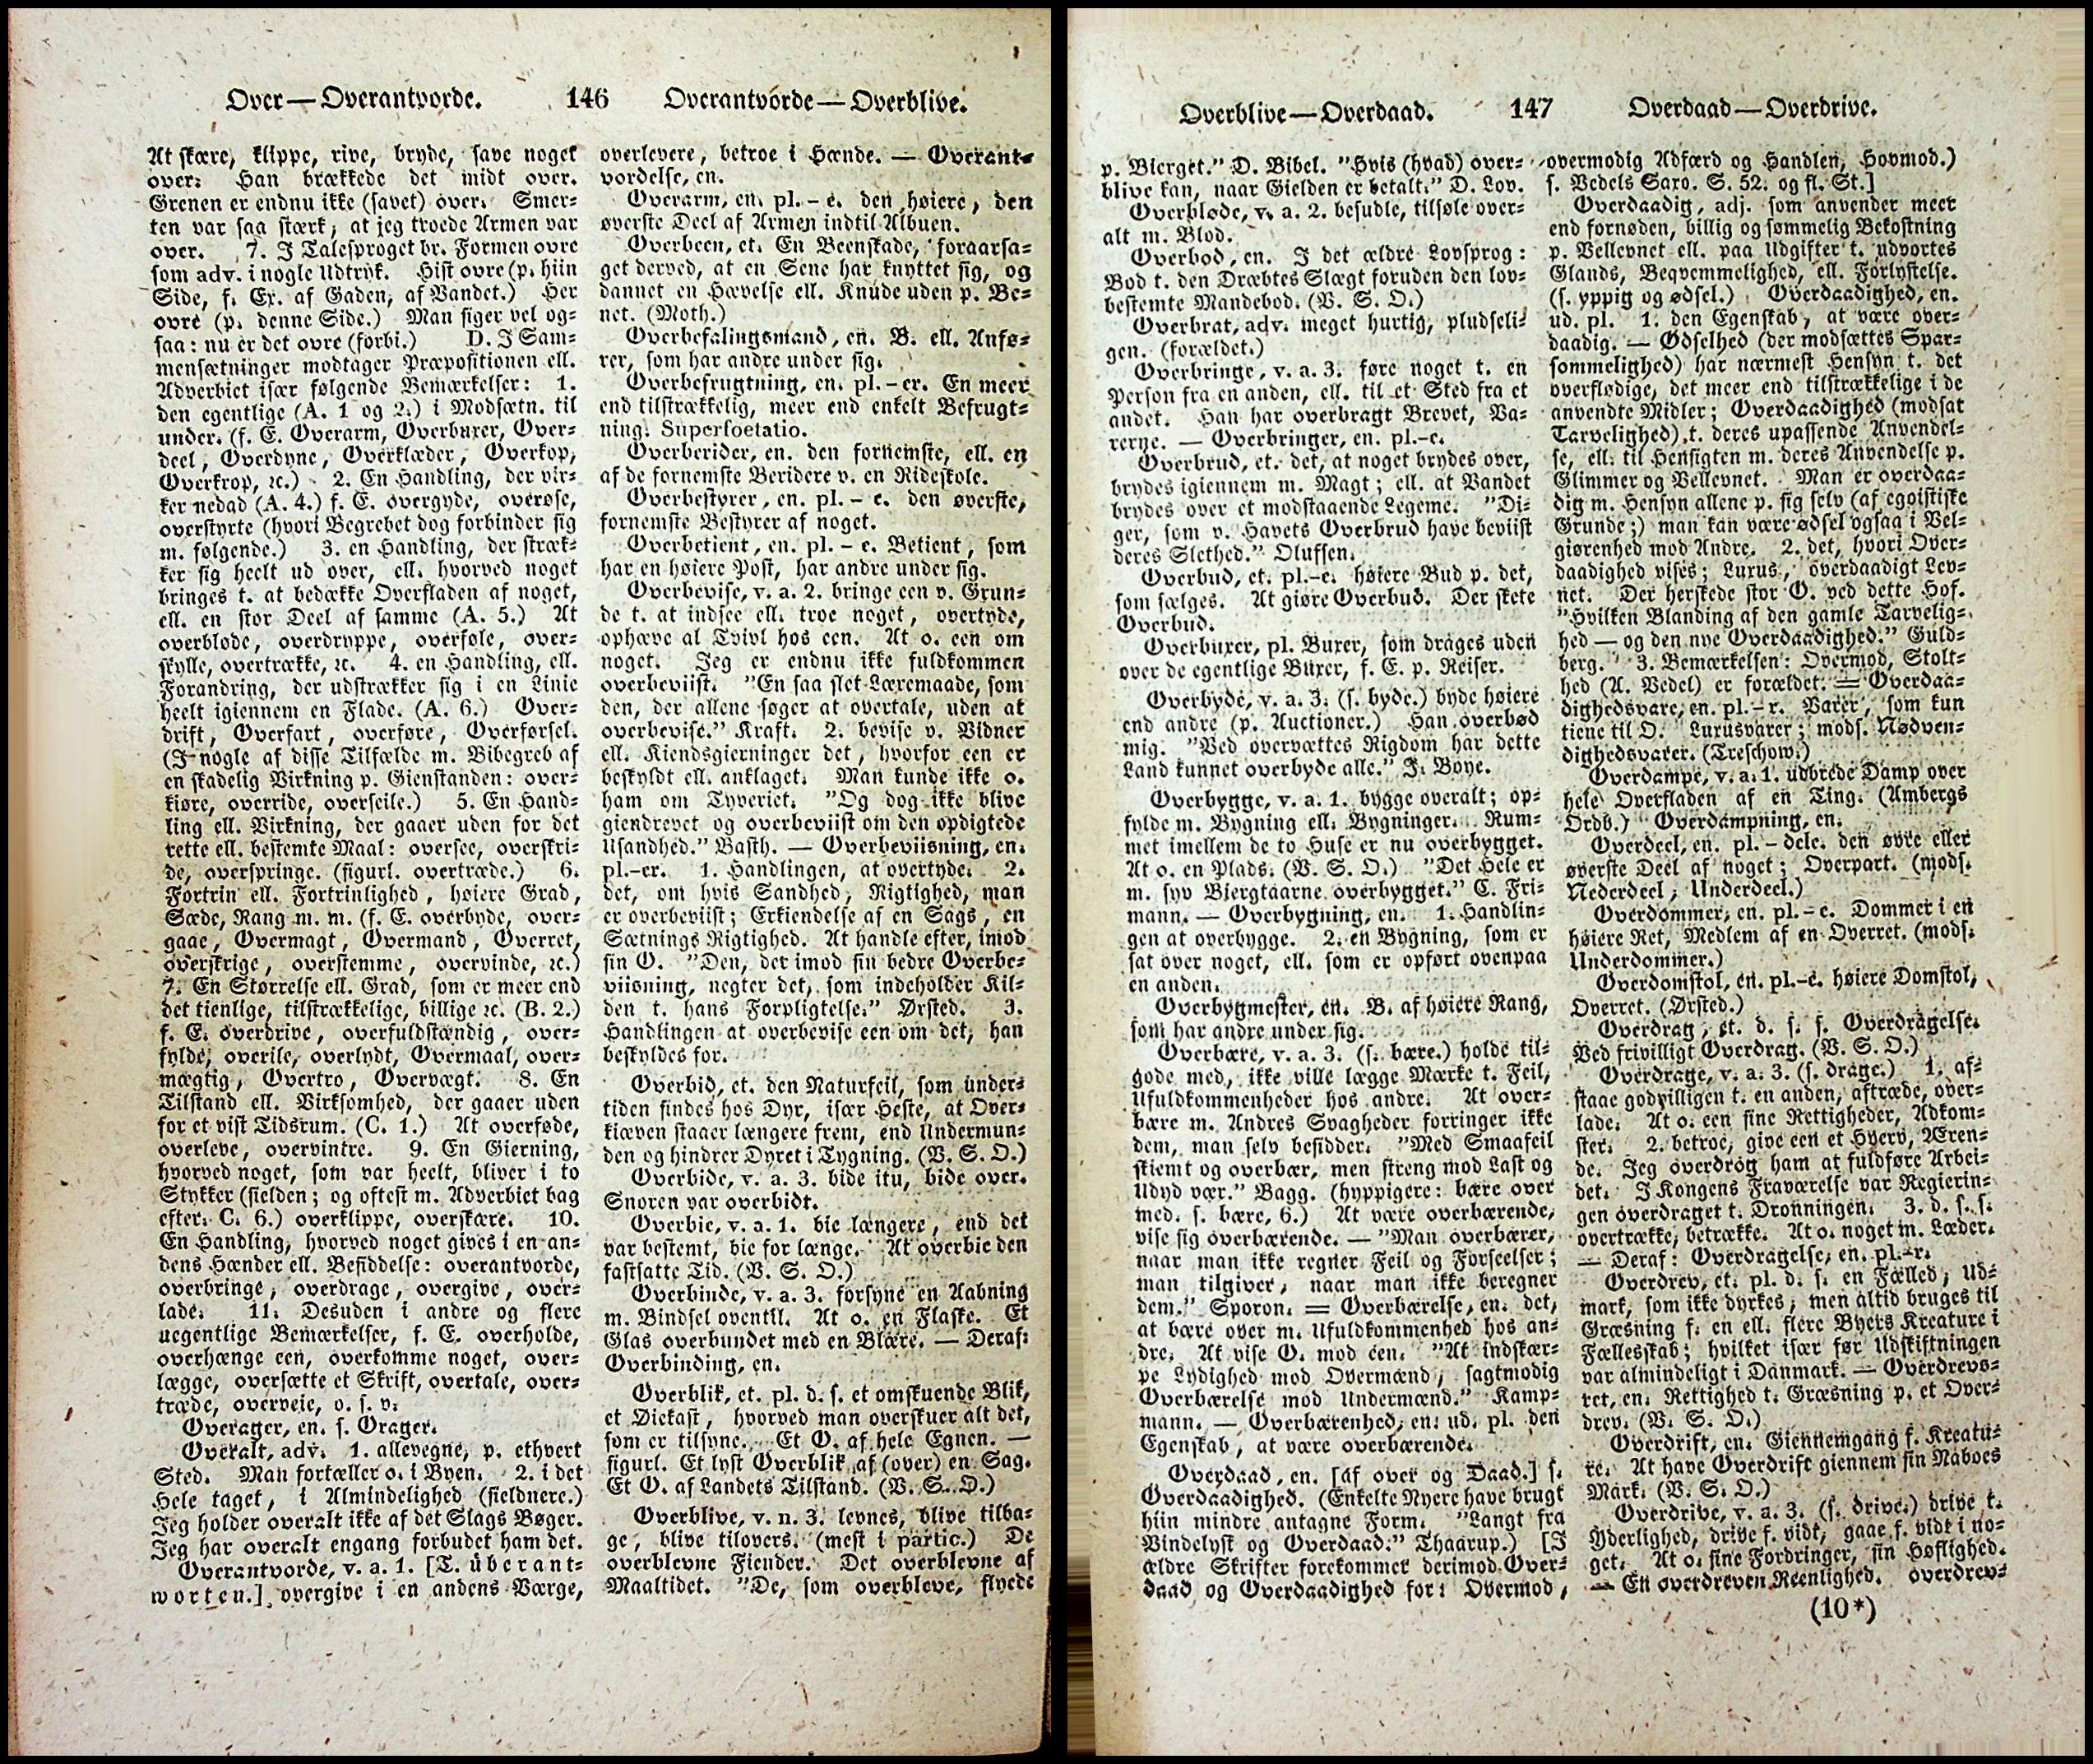 Over — Overantvorde.
146
Overantvorde — Overblive.
At skære, klippe, rive, bryde, save noget
over: Han brækkede det midt over.
Grenen er endnu ikke (savet) over. Smer-
ten var saa stærk, at jeg troede Armen var
over. 7. I Talesproget br. Formen ovre
som adv. i nogle Udtryk. Hist ovre (p. hiin
Side, f. Ex. af Gaden, af Vandet.) Her
ovre (p. denne Side.) Man siger vel og-
saa: nu er det ovre (forbi.) D. I Sam-
mensætninger modtager Præpositionen ell.
Adverbiet især følgende Bemærkelser: 1.
den egentlige (A. 1 og 2.) i Modsætn. til
under. (f. E. Overarm, Overbuxer, Over-
deel, Overdyne, Overklæder, Overkop,
Overkrop, ꝛc.) 2. En Handling, der vir-
ker nedad (A. 4.) f. E. overgyde, overøse,
overstyrte (hvori Begrebet dog forbinder sig
m. følgende.) 3. en Handling, der stræk-
ker sig heelt ud over, ell. hvorved noget
bringes t. at bedække Overfladen af noget,
ell. en stor Deel af samme (A. 5.) At
overbløde, overdryppe, overføle, over-
skylle, overtrække, ꝛc. 4. en Handling, ell.
Forandring, der udstrækker sig i en Linie
heelt igiennem en Flade. (A. 6.) Over-
drift, Overfart, overføre, Overførsel.
(I nogle af disse Tilfælde m. Bibegreb af
en skadelig Virkning p. Gienstanden: over-
kiøre, override, overseile.) 5. En Hand-
ling ell. Virkning, der gaaer uden for det
rette ell. bestemte Maal: oversee, overskri-
de, overspringe. (figurl. overtræde.) 6.
Fortrin ell. Fortrinlighed, høiere Grad,
Sæde, Rang m. m. (f. E. overbyde, over-
gaae, Overmagt, Overmand, Overret,
overskrige, overstemme, overvinde, ꝛc.)
7. En Størrelse ell. Grad, som er meer end
det tienlige, tilstrækkelige, billige ꝛc. (B. 2.)
f. E. overdrive, overfuldstændig, over-
fylde, overile, overlydt, Overmaal, over-
mægtig, Overtro, Overvægt. 8. En
Tilstand ell. Virksomhed, der gaaer uden
for et vist Tidsrum. (C. 1.) At overføde,
overleve, overvintre. 9. En Gierning,
hvorved noget, som var heelt, bliver i to
Stykker (sielden; og oftest m. Adverbiet bag
efter. C. 6.) overklippe, overskære. 10.
En Handling, hvorved noget gives i en an-
dens Hænder ell. Besiddelse: overantvorde,
overbringe, overdrage, overgive, over-
lade. 11. Desuden i andre og flere
uegentlige Bemærkelser, f. E. overholde,
overhænge een, overkomme noget, over-
lægge, oversætte et Skrift, overtale, over-
træde, overveie, o. s. v.
Overager, en. s. Orager.
Overalt, adv. 1. allevegne, p. ethvert
Sted. Man fortæller o. i Byen. 2. i det
Hele taget, i Almindelighed (sieldnere.)
Jeg holder overalt ikke af det Slags Bøger.
Jeg har overalt engang forbudet ham det.
Overantvorde, v. a. 1. [T. überant-
worten.] overgive i en andens Værge,
overlevere, betroe i Hænde. — Overant-
vordelse, en.
Overarm, en. pl. - e. den høiere, den
øverste Deel af Armen indtil Albuen.
Overbeen, et. En Beenskade, foraarsa-
get derved, at en Sene har knyttet sig, og
dannet en Hævelse ell. Knude uden p. Be-
net. (Moth.)
Overbefalingsmand, en. B. ell. Anfø-
rer, som har andre under sig.
Overbefrugtning, en. pl. - er. En meer
end tilstrækkelig, meer end enkelt Befrugt-
ning. Superfoetatio.
Overberider, en. den fornemste, ell. en
af de fornemste Beridere v. en Rideskole.
Overbestyrer, en. pl. - e. den øverste,
fornemste Bestyrer af noget.
Overbetient, en. pl. - e. Betient, som
har en høiere Post, har andre under sig.
Overbevise, v. a. 2. bringe een v. Grun-
de t. at indsee ell. troe noget, overtyde,
ophæve al Tvivl hos een. At o. een om
noget. Jeg er endnu ikke fuldkommen
overbeviist. "En saa slet Læremaade, som
den, der allene søger at overtale, uden at
overbevise." Kraft. 2. bevise v. Vidner
ell. Kiendsgierninger det, hvorfor een er
beskyldt ell. anklaget. Man kunde ikke o.
ham om Tyveriet. "Og dog ikke blive
giendrevet og overbeviist om den opdigtede
Usandhed." Basth. — Overbeviisning, en.
pl.-er. 1. Handlingen, at overtyde. 2.
det, om hvis Sandhed, Rigtighed, man
er overbeviist; Erkiendelse af en Sags, en
Sætnings Rigtighed. At handle efter, imod
sin O. "Den, der imod sin bedre Overbe-
viisning, negter det, som indeholder Kil-
den t. hans Forpligtelse." Ørsted. 3.
Handlingen at overbevise een om det, han
beskyldes for.
Overbid, et. den Naturfeil, som under-
tiden findes hos Dyr, især Heste, at Over-
kiæven staaer længere frem, end Undermun-
den og hindrer Dyret i Tygning. (V. S. O.)
Overbide, v. a. 3. bide itu, bide over.
Snoren var overbidt.
Overbie, v. a. 1. bie længere, end det
var bestemt, bie for længe. At overbie den
fastsatte Tid. (V. S. O.)
Overbinde, v. a. 3. forsyne en Aabning
m. Bindsel oventil. At o. en Flaske. Et
Glas overbundet med en Blære. — Deraf:
Overbinding, en.
Overblik, et. pl. d. s. et omskuende Blik,
et Øiekast, hvorved man overskuer alt det,
som er tilsyne. Et O. af hele Egnen. —
figurl. Et lyst Overblik af (over) en Sag.
Et O. af Landets Tilstand. (V. S. O.)
Overblive, v. n. 3. levnes, blive tilba-
ge, blive tilovers. (mest i partic.) De
overblevne Fiender. Det overblevne af
Maaltidet. "De, som overbleve, flyede
Overblive — Overdaad.
147
Overdaad — Overdrive.
p. Bierget." D. Bibel. "Hvis (hvad) over-
blive kan, naar Gielden er betalt." D. Lov.
Overbløde, v. a. 2. besudle, tilsøle over-
alt m. Blod.
Overbod, en. I det ældre Lovsprog:
Bod t. den Dræbtes Slægt foruden den lov-
bestemte Mandebod. (V. S. O.)
Overbrat, adv. meget hurtig, pludseli-
gen. (forældet.)
Overbringe, v. a. 3. føre noget t. en
Person fra en anden, ell. til et Sted fra et
andet. Han har overbragt Brevet, Va-
rerne. — Overbringer, en. pl.-e.
Overbrud, et. det, at noget brydes over,
brydes igiennem m. Magt; ell. at Vandet
brydes over et modstaaende Legeme. "Di-
ger, som v. Havets Overbrud have beviist
deres Slethed." Olufsen.
Overbud, et. pl.-e. høiere Bud p. det,
som sælges. At giøre Overbud. Der skete
Overbud.
Overbuxer, pl. Buxer, som drages uden
over de egentlige Buxer, f. E. p. Reiser.
Overbyde, v. a. 3. (s. byde.) byde høiere
end andre (p. Auctioner.) Han overbød
mig. "Ved overvættes Rigdom har dette
Land kunnet overbyde alle." J. Boye.
Overbygge, v. a. 1. bygge overalt; op-
fylde m. Bygning ell. Bygninger. Rum-
met imellem de to Huse er nu overbygget.
At o. en Plads. (V. S. O.) "Det Hele er
m. syv Biergtaarne overbygget." C. Fri-
mann. — Overbygning, en. 1. Handlin-
gen at overbygge. 2. en Bygning, som er
sat over noget, ell. som er opført ovenpaa
en anden.
Overbygmester, en. B. af høiere Rang,
som har andre under sig.
Overbære, v. a. 3. (s. bære.) holde til-
gode med, ikke ville lægge Mærke t. Feil,
Ufuldkommenheder hos andre. At over-
bære m. Andres Svagheder forringer ikke
dem, man selv besidder. "Med Smaafeil
skiemt og overbær, men streng mod Last og
Udyd vær." Bagg. (hyppigere: bære over
med. s. bære, 6.) At være overbærende,
vise sig overbærende. — "Man overbærer,
naar man ikke regner Feil og Forseelser;
man tilgiver, naar man ikke beregner
dem." Sporon. = Overbærelse, en. det,
at bære over m. Ufuldkommenhed hos an-
dre. At vise O. mod een. "At indskær-
pe Lydighed mod Overmænd, sagtmodig
Overbærelse mod Undermænd." Kamp-
mann. — Overbærenhed, en. ud. pl. den
Egenskab, at være overbærende.
Overdaad, en. [af over og Daad.] s.
Overdaadighed. (Enkelte Nyere have brugt
hiin mindre antagne Form. "Langt fra
Vindelyst og Overdaad." Thaarup.) [I
ældre Skrifter forekommer derimod Over-
daad og Overdaadighed for: Overmod,
overmodig Adfærd og Handlen, Hovmod.)
s. Vedels Saxo. S. 52. og fl. St.]
Overdaadig, adj. som anvender meer
end fornøden, billig og sømmelig Bekostning
p. Vellevnet ell. paa Udgifter t. udvortes
Glands, Beqvemmelighed, ell. Forlystelse.
(s. yppig og ødsel.) Overdaadighed, en.
ud. pl. 1. den Egenskab, at være over-
daadig. — Ødselhed (der modsættes Spar-
sommelighed) har nærmest Hensyn t. det
overflødige, det meer end tilstrækkelige i de
anvendte Midler; Overdaadighed (modsat
Tarvelighed) t. deres upassende Anvendel-
se, ell. til Hensigten m. deres Anvendelse p.
Glimmer og Vellevnet. Man er overdaa-
dig m. Hensyn allene p. sig selv (af egoistiske
Grunde;) man kan være ødsel ogsaa i Vel-
giørenhed mod Andre. 2. det, hvori Over-
daadighed vises; Luxus, overdaadigt Lev-
net. Der herskede stor O. ved dette Hof.
"Hvilken Blanding af den gamle Tarvelig-
hed — og den nye Overdaadighed." Guld-
berg. 3. Bemærkelsen: Overmod, Stolt-
hed (A. Vedel) er forældet. = Overdaa-
dighedsvare, en. pl. - r. Varer, som kun
tiene til O. Luxusvarer; mods. Nødven-
dighedsvarer. (Treschow.)
Overdampe, v. a. 1. udbrede Damp over
hele Overfladen af en Ting. (Ambergs
Ordb.) Overdampning, en.
Overdeel, en. pl. - dele. den øvre eller
øverste Deel af noget; Overpart. (mods.
Nederdeel, Underdeel.)
Overdommer, en. pl. - e. Dommer i en
høiere Ret, Medlem af en Overret. (mods.
Underdommer.)
Overdomstol, en. pl.-e. høiere Domstol,
Overret. (Ørsted.)
Overdrag, et. d. s. s. Overdragelse.
Ved frivilligt Overdrag. (V. S. O.)
Overdrage, v. a. 3. (s. drage.) 1. af-
staae godvilligen t. en anden, aftræde, over-
lade. At o. een sine Rettigheder, Adkom-
ster. 2. betroe, give een et Hverv, Æren-
de. Jeg overdrog ham at fuldføre Arbei-
det. I Kongens Fraværelse var Regierin-
gen overdraget t. Dronningen. 3. d. s. s.
overtrække, betrække. At o. noget m. Læder.
— Deraf: Overdragelse, en. pl.-r.
Overdrev, et. pl. d. s. en Fælled, Ud-
mark, som ikke dyrkes, men altid bruges til
Græsning f. en ell. flere Byers Kreature i
Fællesskab; hvilket især før Udskiftningen
var almindeligt i Danmark. — Overdrevs-
ret, en. Rettighed t. Græsning p. et Over-
drev. (V. S. O.)
Overdrift, en. Giennemgang f. Kreatu-
re. At have Overdrift giennem sin Naboes
Mark. (V. S. O.)
Overdrive, v. a. 3. (s. drive.) drive t.
Yderlighed, drive f. vidt, gaae f. vidt i no-
get. At o. sine Fordringer, sin Høflighed.
— En overdreven Reenlighed. overdrev-
(10*)